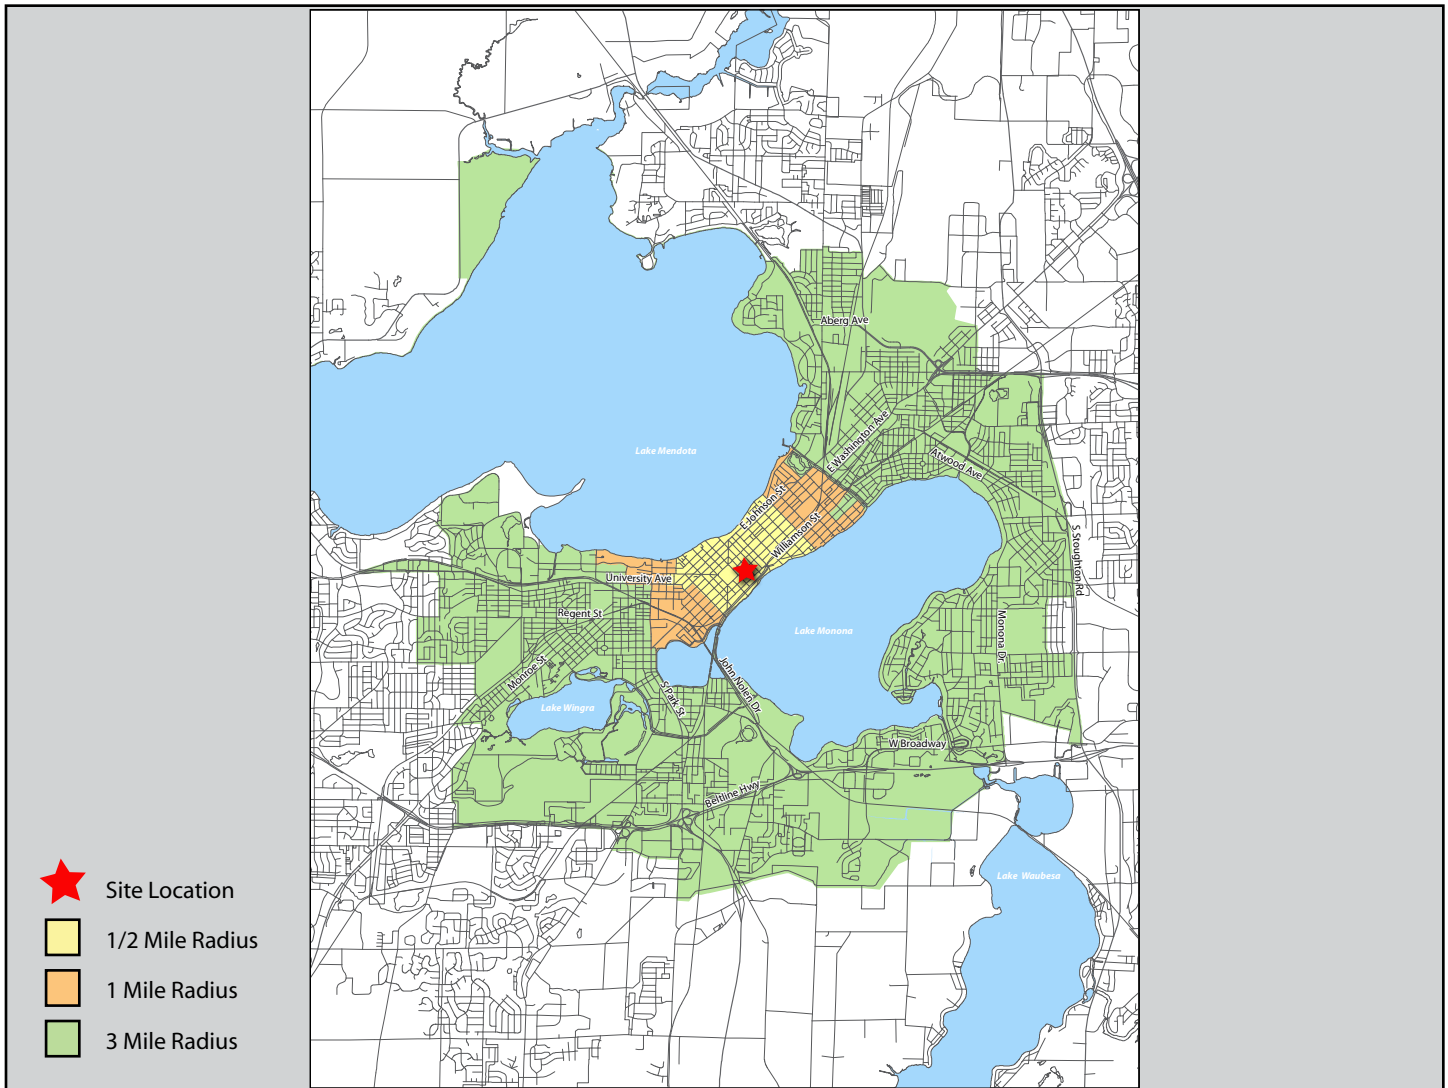 Aberg Ave
E Washington Ave
Atwood Ave
Lake Mendota
E Johnson St
Williamson St
S Stoughton Rd
University Ave
Regent St
Lake Monona
Monona Dr.
Monroe St
S Park St
John Nolen Dr.
Lake Wingra
W Broadway
Beltline Hwy
Lake Waubesa
Site Location
1/2 Mile Radius
1 Mile Radius
3 Mile Radius